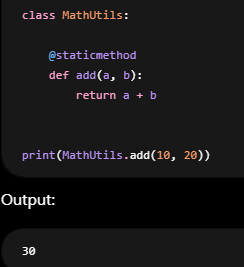 class MathUtils:
    @staticmethod
    def add(a, b):
        return a + b
print(MathUtils.add(10, 20))
Output:
30